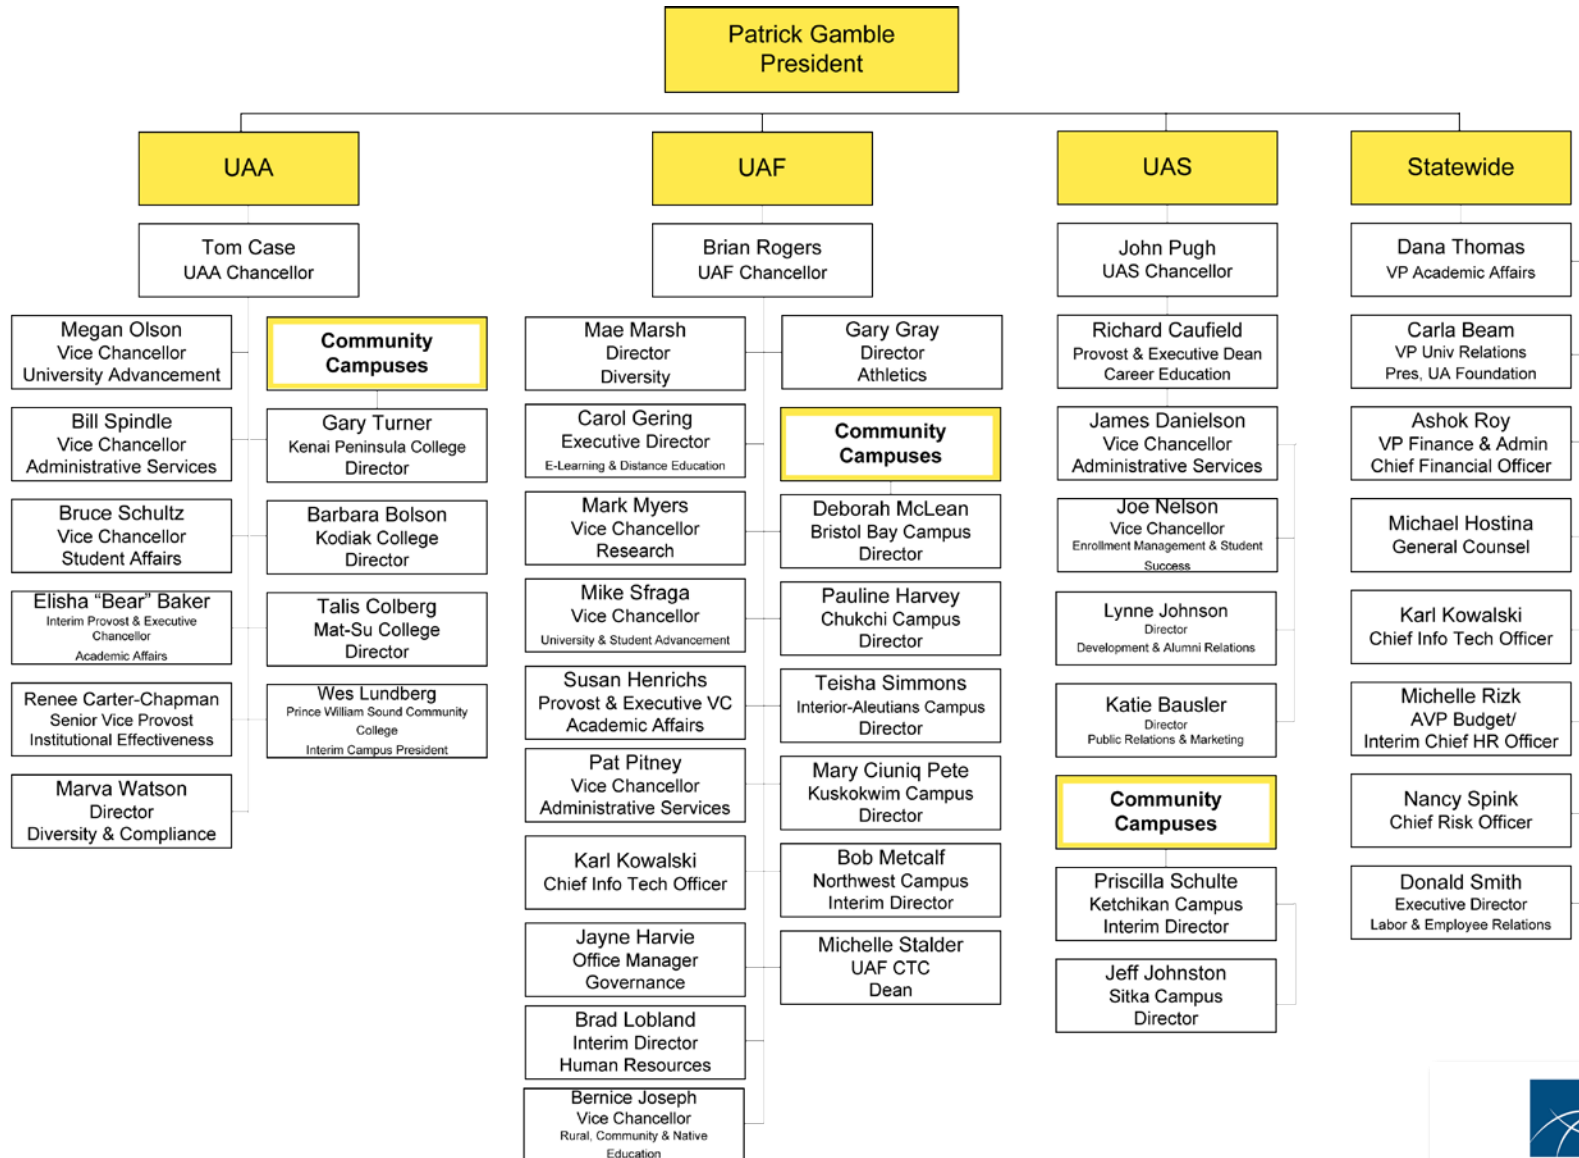 Patrick Gamble
President
UAA
UAF
UAS
Statewide
Tom Case
UAA Chancellor
Brian Rogers
UAF Chancellor
John Pugh
UAS Chancellor
Dana Thomas
VP Academic Affairs
Megan Olson
Vice Chancellor
University Advancement
Bill Spindle
Vice Chancellor
Administrative Services
Bruce Schultz
Vice Chancellor
Student Affairs
Elisha “Bear” Baker
Interim Provost & Executive
Chancellor
Academic Affairs
Renee Carter-Chapman
Senior Vice Provost
Institutional Effectiveness
Marva Watson
Director
Diversity & Compliance
Community
Campuses
Gary Turner
Kenai Peninsula College
Director
Barbara Bolson
Kodiak College
Director
Talis Colberg
Mat-Su College
Director
Wes Lundberg
Prince William Sound Community
College
Interim Campus President
Mae Marsh
Director
Diversity
Carol Gering
Executive Director
E-Learning & Distance Education
Mark Myers
Vice Chancellor
Research
Mike Sfraga
Vice Chancellor
University & Student Advancement
Susan Henrichs
Provost & Executive VC
Academic Affairs
Pat Pitney
Vice Chancellor
Administrative Services
Karl Kowalski
Chief Info Tech Officer
Jayne Harvie
Office Manager
Governance
Brad Lobland
Interim Director
Human Resources
Bernice Joseph
Vice Chancellor
Rural, Community & Native
Education
Gary Gray
Director
Athletics
Community
Campuses
Deborah McLean
Bristol Bay Campus
Director
Pauline Harvey
Chukchi Campus
Director
Teisha Simmons
Interior-Aleutians Campus
Director
Mary Ciuniq Pete
Kuskokwim Campus
Director
Bob Metcalf
Northwest Campus
Interim Director
Michelle Stalder
UAF CTC
Dean
Richard Caufield
Provost & Executive Dean
Career Education
James Danielson
Vice Chancellor
Administrative Services
Joe Nelson
Vice Chancellor
Enrollment Management & Student
Success
Lynne Johnson
Director
Development & Alumni Relations
Katie Bausler
Director
Public Relations & Marketing
Community
Campuses
Priscilla Schulte
Ketchikan Campus
Interim Director
Jeff Johnston
Sitka Campus
Director
Carla Beam
VP Univ Relations
Pres, UA Foundation
Ashok Roy
VP Finance & Admin
Chief Financial Officer
Michael Hostina
General Counsel
Karl Kowalski
Chief Info Tech Officer
Michelle Rizk
AVP Budget/
Interim Chief HR Officer
Nancy Spink
Chief Risk Officer
Donald Smith
Executive Director
Labor & Employee Relations